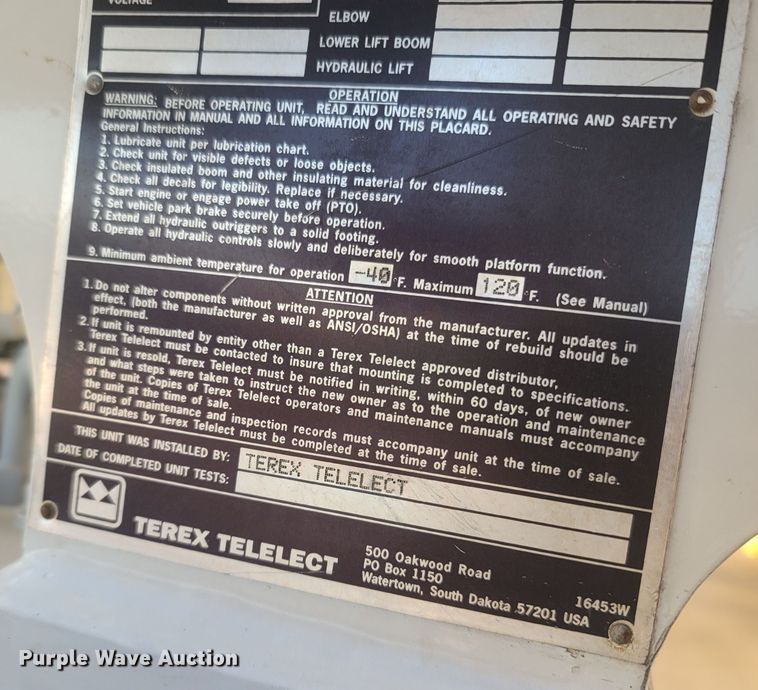 VOLTAGE
ELBOW
LOWER LIFT BOOM
HYDRAULIC LIFT
OPERATION
WARNING: BEFORE OPERATING UNIT, READ AND UNDERSTAND ALL OPERATING AND SAFETY
INFORMATION IN MANUAL AND ALL INFORMATION ON THIS PLACARD.
General Instructions:
1. Lubricate unit per lubrication chart.
2. Check unit for visible defects or loose objects.
3. Check insulated boom and other insulating material for cleanliness.
4. Check all decals for legibility. Replace if necessary.
5. Start engine or engage power take off (PTO).
6. Set vehicle park brake securely before operation.
7. Extend all hydraulic outriggers to a solid footing.
8. Operate all hydraulic controls slowly and deliberately for smooth platform function.
9. Minimum ambient temperature for operation -40 °F. Maximum 120 °F. (See Manual)
ATTENTION
1. Do not alter components without written approval from the manufacturer. All updates in
effect, (both the manufacturer as well as ANSI/OSHA) at the time of rebuild should be
performed.
2. If unit is remounted by entity other than a Terex Telelect approved distributor,
Terex Telelect must be contacted to insure that mounting is completed to specifications.
3. If unit is resold, Terex Telelect must be notified in writing, within 60 days, of new owner
and what steps were taken to instruct the new owner as to the operation and maintenance
of the unit. Copies of Terex Telelect operators and maintenance manuals must accompany
the unit at the time of sale.
Copies of maintenance and inspection records must accompany unit at the time of sale.
All updates by Terex Telelect must be completed at the time of sale.
THIS UNIT WAS INSTALLED BY: TEREX TELELECT
DATE OF COMPLETED UNIT TESTS:
TEREX TELELECT
500 Oakwood Road
PO Box 1150
Watertown, South Dakota 57201 USA
16453W
Purple Wave Auction